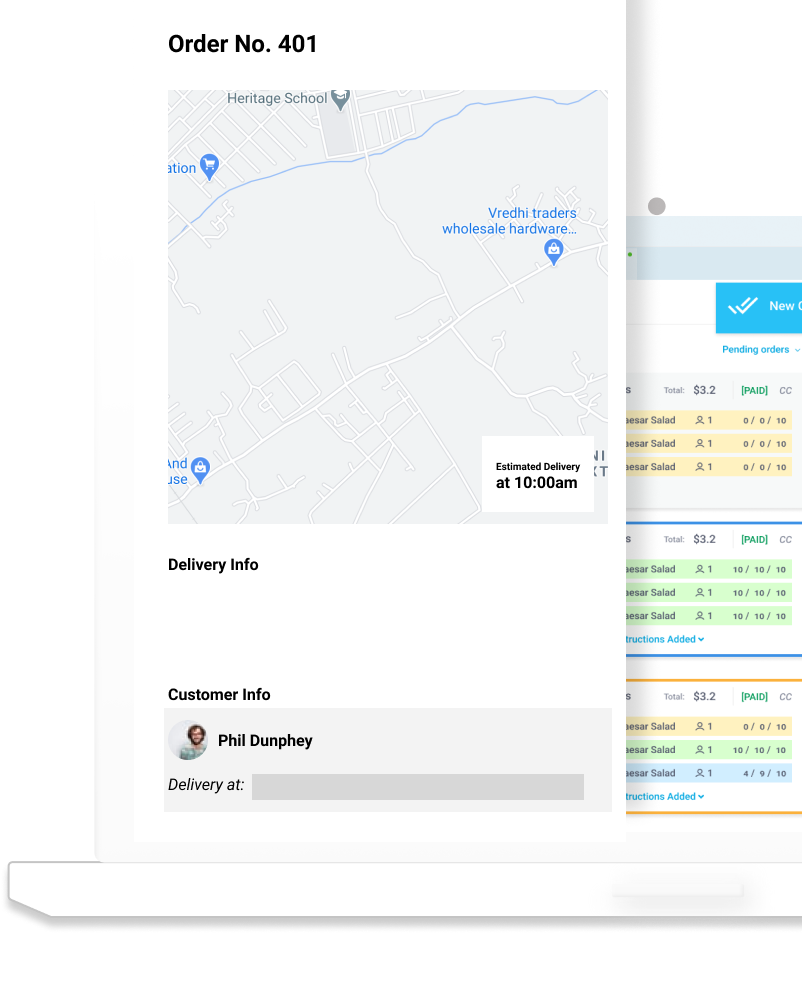 Order No. 401
Heritage School
ation
Vredhi traders
wholesale hardware...
And
use
NI
XT
Estimated Delivery
at 10:00am
Delivery Info
Customer Info
Phil Dunphey
Delivery at:
New
Pending orders
s Total: $3.2 [PAID] CC
aesar Salad 1 0 / 0 / 10
aesar Salad 1 0 / 0 / 10
aesar Salad 1 0 / 0 / 10
s Total: $3.2 [PAID] CC
aesar Salad 1 10 / 10 / 10
aesar Salad 1 10 / 10 / 10
aesar Salad 1 10 / 10 / 10
tructions Added
s Total: $3.2 [PAID] CC
aesar Salad 1 0 / 0 / 10
aesar Salad 1 10 / 10 / 10
aesar Salad 1 4 / 9 / 10
tructions Added